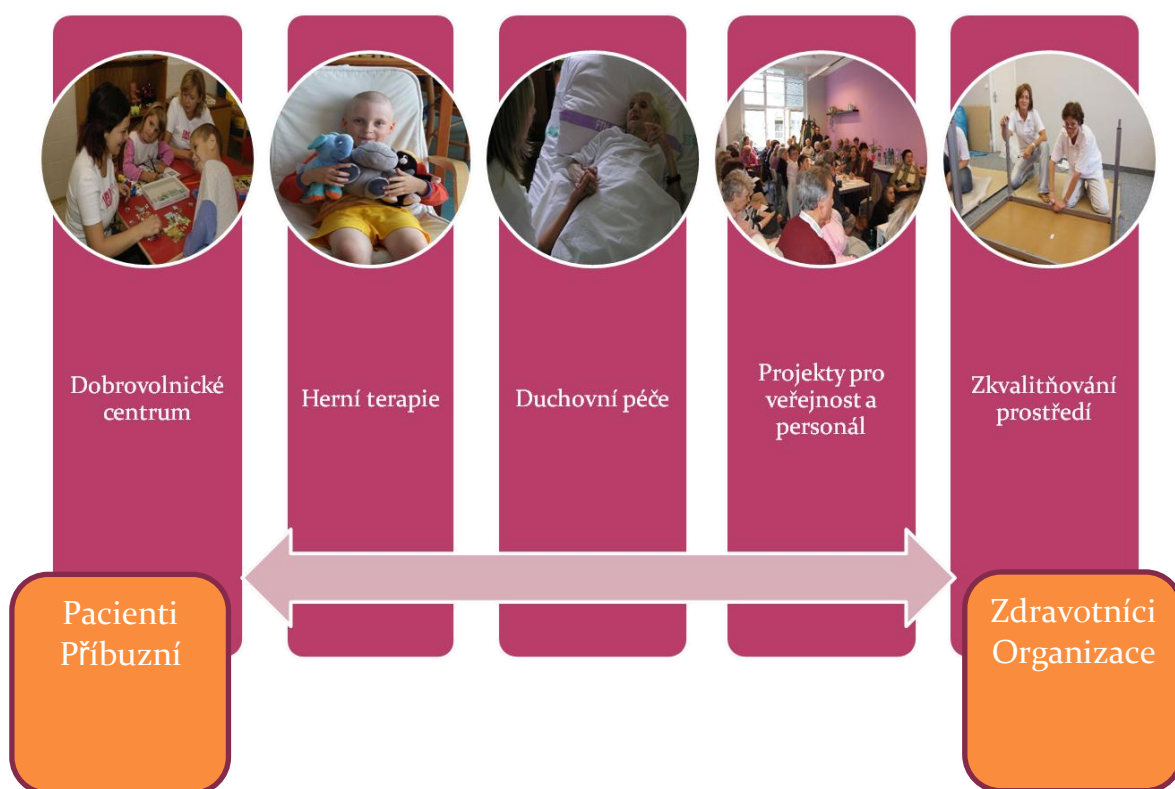 Dobrovolnické
centrum
Herní terapie
Duchovní péče
Projekty pro
veřejnost a
personál
Zkvalitňování
prostředí
Pacienti
Příbuzní
Zdravotníci
Organizace